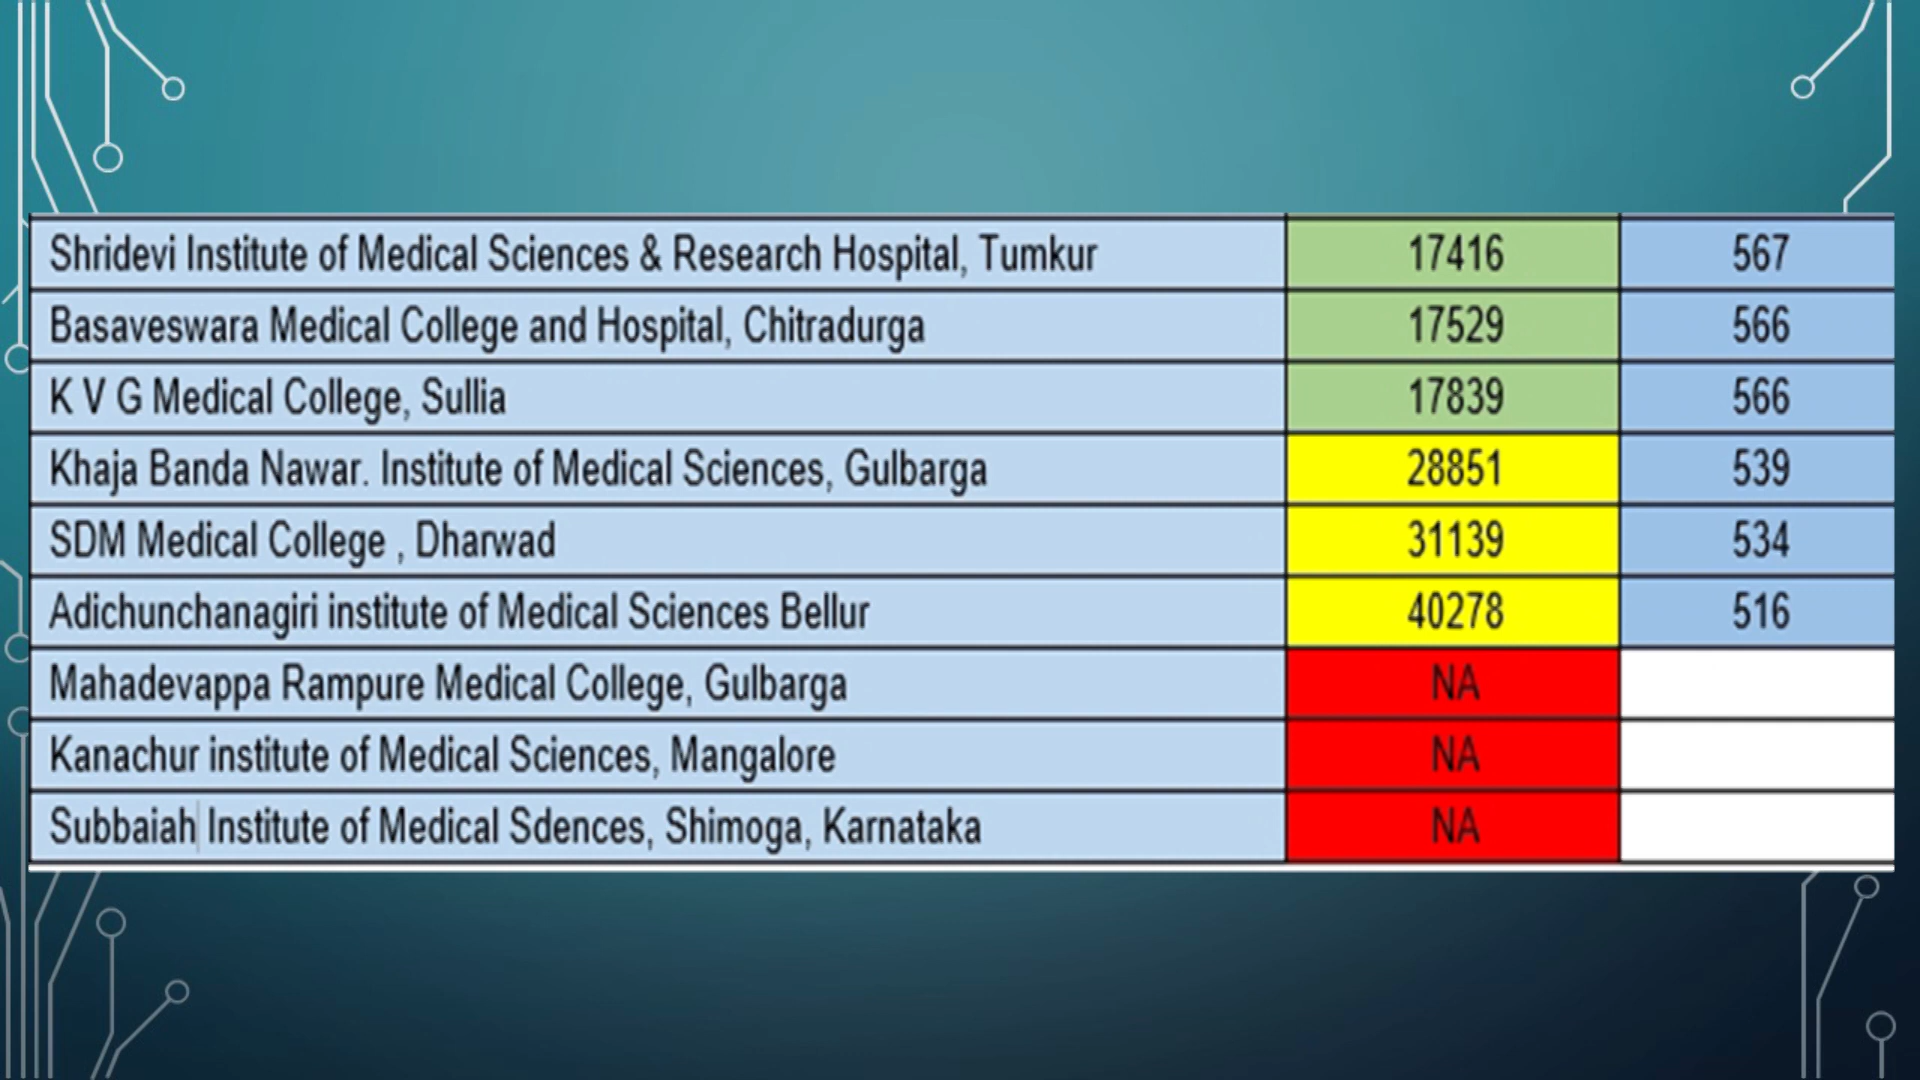 Shridevi Institute of Medical Sciences & Research Hospital, Tumkur 17416 567
Basaveswara Medical College and Hospital, Chitradurga 17529 566
K V G Medical College, Sullia 17839 566
Khaja Banda Nawar. Institute of Medical Sciences, Gulbarga 28851 539
SDM Medical College , Dharwad 31139 534
Adichunchanagiri institute of Medical Sciences Bellur 40278 516
Mahadevappa Rampure Medical College, Gulbarga NA
Kanachur institute of Medical Sciences, Mangalore NA
Subbaiah Institute of Medical Sdences, Shimoga, Karnataka NA